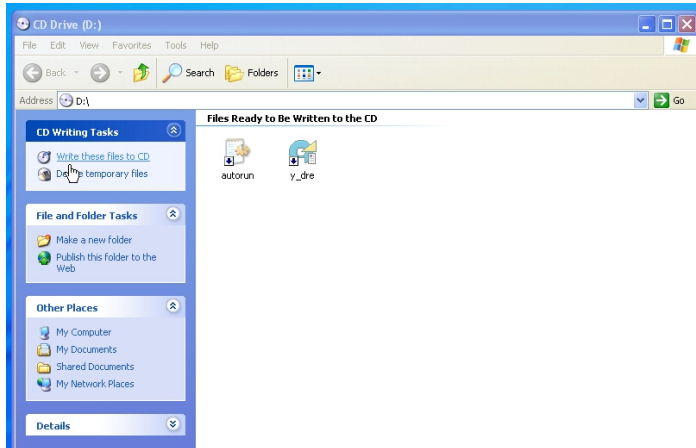 CD Drive (D:)
File Edit View Favorites Tools Help
Back Search Folders
Address D:\ Go
CD Writing Tasks
Write these files to CD
temporary files
File and Folder Tasks
Make a new folder
Publish this folder to the
Web
Other Places
My Computer
My Documents
Shared Documents
My Network Places
Details
Files Ready to Be Written to the CD
autorun
y_dre